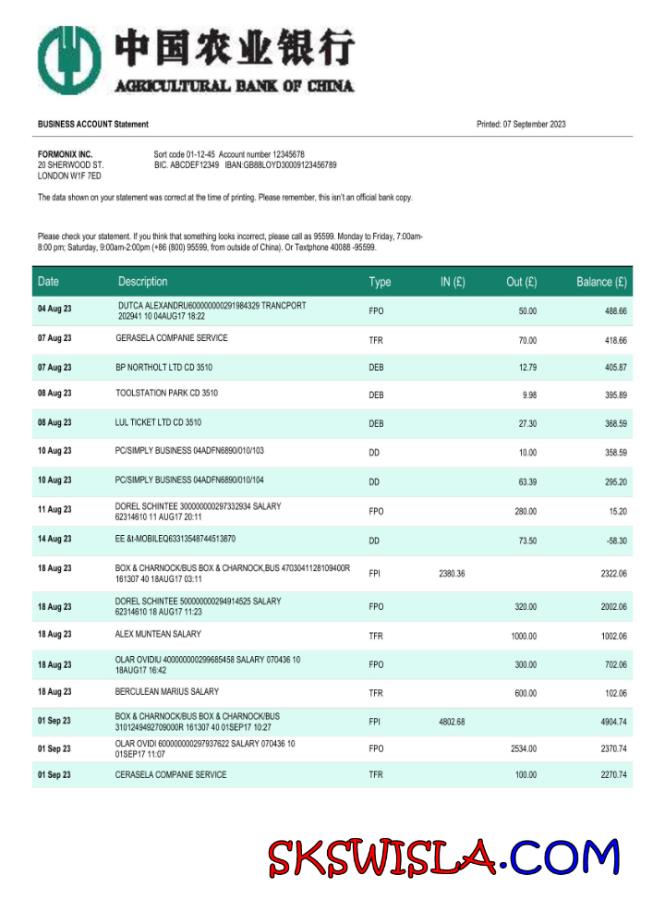 中国农业银行
AGRICULTURAL BANK OF CHINA
BUSINESS ACCOUNT Statement Printed: 07 September 2023
FORMONIX INC. Sort code 01-12-45 Account number 12345678
20 SHERWOOD ST. BIC. ABCDEF12349 IBAN:GB88LOYD30009123456789
LONDON W1F 7ED
The data shown on your statement was correct at the time of printing. Please remember, this isn't an official bank copy.
Please check your statement. If you think that something looks incorrect, please call as 95599. Monday to Friday, 7:00am-
8:00 pm; Saturday, 9:00am-2:00pm (+86 (800) 95599, from outside of China). Or Textphone 40088 -95599.
Date Description Type IN (£) Out (£) Balance (£)
04 Aug 23 DUTCA ALEXANDRU600000000291984329 TRANCPORT FPO 50.00 488.66
202941 10 04AUG17 18:22
07 Aug 23 GERASELA COMPANIE SERVICE TFR 70.00 418.66
07 Aug 23 BP NORTHOLT LTD CD 3510 DEB 12.79 405.87
08 Aug 23 TOOLSTATION PARK CD 3510 DEB 9.98 395.89
08 Aug 23 LUL TICKET LTD CD 3510 DEB 27.30 368.59
10 Aug 23 PC/SIMPLY BUSINESS 04ADFN6890/010/103 DD 10.00 358.59
10 Aug 23 PC/SIMPLY BUSINESS 04ADFN6890/010/104 DD 63.39 295.20
11 Aug 23 DOREL SCHINTEE 300000000297332934 SALARY FPO 280.00 15.20
62314610 11 AUG17 20:11
14 Aug 23 EE &t-MOBILEQ63313548744513870 DD 73.50 -58.30
18 Aug 23 BOX & CHARNOCK/BUS BOX & CHARNOCK,BUS 4703041128109400R FPI 2380.36 2322.06
161307 40 18AUG17 03:11
18 Aug 23 DOREL SCHINTEE 500000000294914525 SALARY FPO 320.00 2002.06
62314610 18 AUG17 11:23
18 Aug 23 ALEX MUNTEAN SALARY TFR 1000.00 1002.06
18 Aug 23 OLAR OVIDIU 400000000299685458 SALARY 070436 10 FPO 300.00 702.06
18AUG17 16:42
18 Aug 23 BERCULEAN MARIUS SALARY TFR 600.00 102.06
01 Sep 23 BOX & CHARNOCK/BUS BOX & CHARNOCK/BUS FPI 4802.68 4904.74
3101249492709000R 161307 40 01SEP17 10:27
01 Sep 23 OLAR OVIDI 600000000297937622 SALARY 070436 10 FPO 2534.00 2370.74
01SEP17 11:07
01 Sep 23 CERASELA COMPANIE SERVICE TFR 100.00 2270.74
SKSWISLA.COM